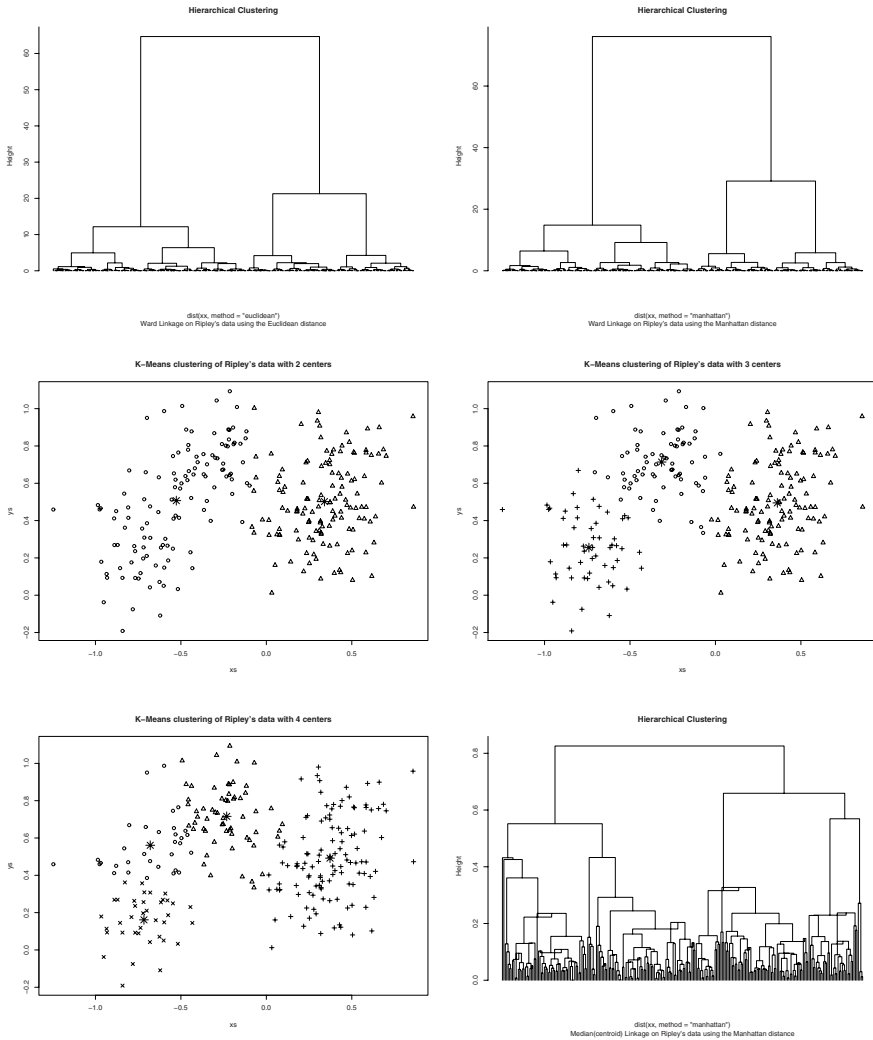 Hierarchical Clustering
Height
0 10 20 30 40 50 60
dist(xx, method = "euclidean")
Ward Linkage on Ripley's data using the Euclidean distance
Hierarchical Clustering
Height
0 20 40 60
dist(xx, method = "manhattan")
Ward Linkage on Ripley's data using the Manhattan distance
K−Means clustering of Ripley's data with 2 centers
ys
−0.2 0.0 0.2 0.4 0.6 0.8 1.0
−1.0 −0.5 0.0 0.5
xs
K−Means clustering of Ripley's data with 3 centers
ys
−0.2 0.0 0.2 0.4 0.6 0.8 1.0
−1.0 −0.5 0.0 0.5
xs
K−Means clustering of Ripley's data with 4 centers
ys
−0.2 0.0 0.2 0.4 0.6 0.8 1.0
−1.0 −0.5 0.0 0.5
xs
Hierarchical Clustering
Height
0.0 0.2 0.4 0.6 0.8
dist(xx, method = "manhattan")
Median(centroid) Linkage on Ripley's data using the Manhattan distance